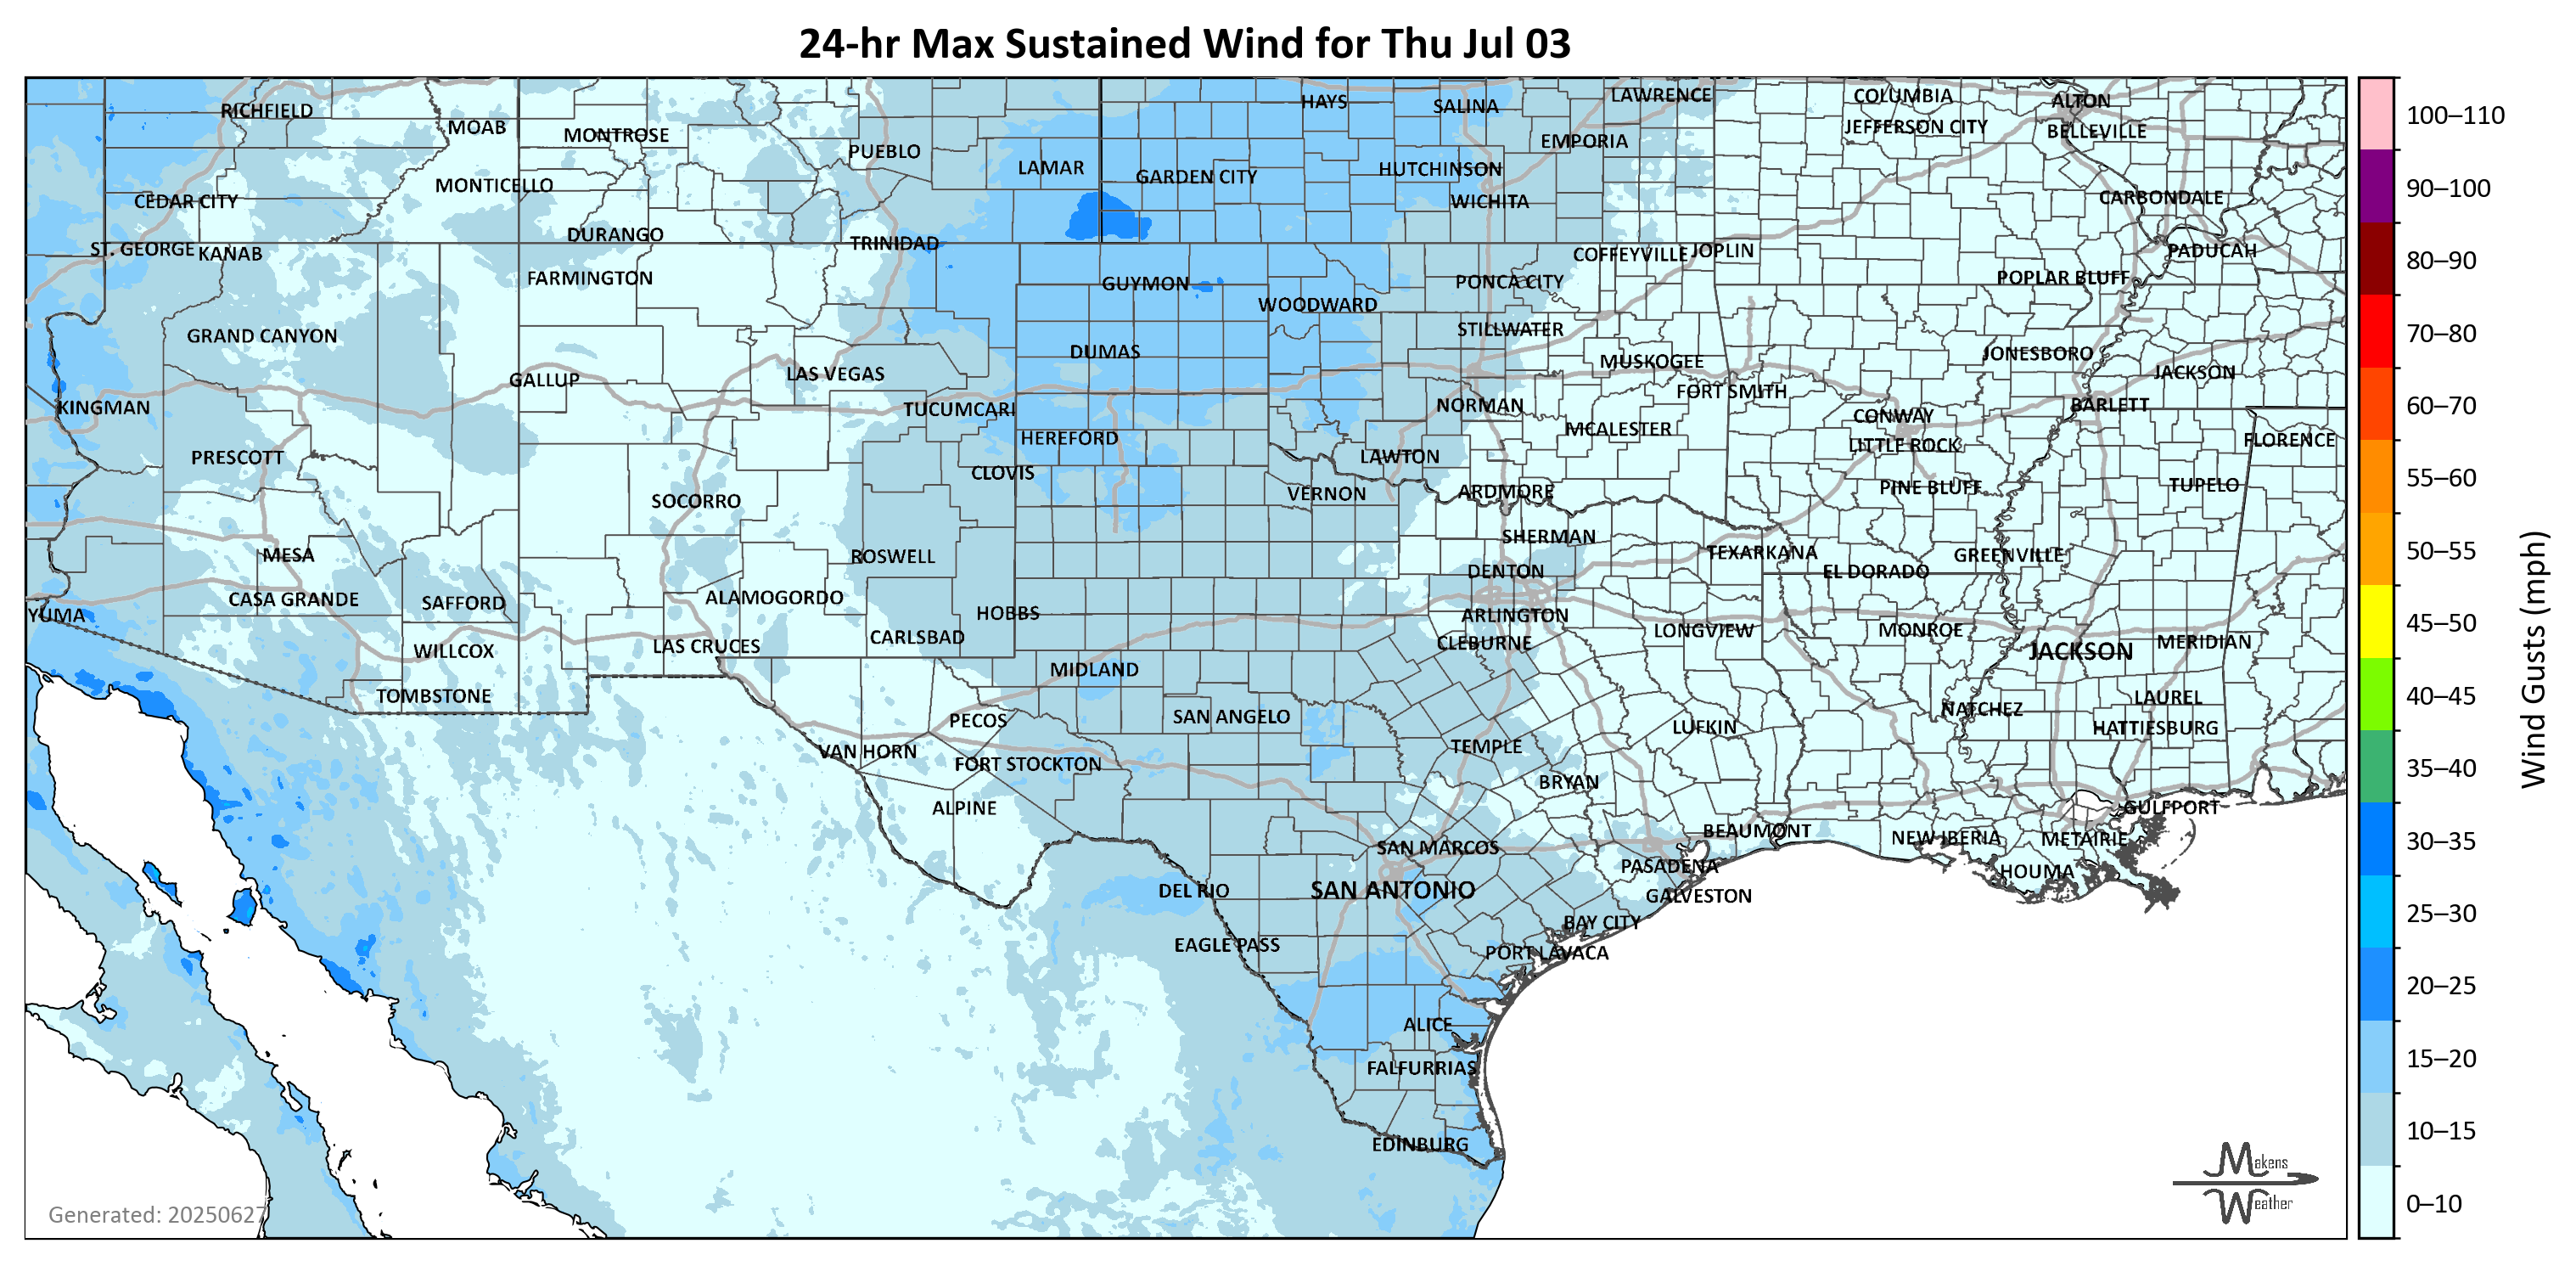 24-hr Max Sustained Wind for Thu Jul 03
RICHFIELD
MOAB
MONTROSE
PUEBLO
LAMAR
HAYS
SALINA
LAWRENCE
COLUMBIA
ALTON
EMPORIA
JEFFERSON CITY
BELLEVILLE
CEDAR CITY
MONTICELLO
GARDEN CITY
HUTCHINSON
WICHITA
CARBONDALE
ST. GEORGE
KANAB
DURANGO
TRINIDAD
COFFEYVILLE
JOPLIN
PADUCAH
FARMINGTON
GUYMON
WOODWARD
PONCA CITY
POPLAR BLUFF
GRAND CANYON
DUMAS
STILLWATER
MUSKOGEE
JONESBORO
GALLUP
LAS VEGAS
JACKSON
KINGMAN
TUCUMCARI
NORMAN
FORT SMITH
CONWAY
BARLETT
PRESCOTT
HEREFORD
MCALESTER
LITTLE ROCK
FLORENCE
CLOVIS
LAWTON
SOCORRO
VERNON
ARDMORE
PINE BLUFF
TUPELO
MESA
ROSWELL
SHERMAN
TEXARKANA
GREENVILLE
DENTON
EL DORADO
CASA GRANDE
SAFFORD
ALAMOGORDO
HOBBS
ARLINGTON
YUMA
WILLCOX
LAS CRUCES
CARLSBAD
CLEBURNE
LONGVIEW
MONROE
JACKSON
MERIDIAN
TOMBSTONE
MIDLAND
LAUREL
PECOS
SAN ANGELO
LUFKIN
NATCHEZ
HATTIESBURG
VAN HORN
FORT STOCKTON
TEMPLE
BRYAN
ALPINE
GULFPORT
SAN MARCOS
BEAUMONT
NEW IBERIA
METAIRIE
DEL RIO
SAN ANTONIO
PASADENA
HOUMA
GALVESTON
EAGLE PASS
BAY CITY
PORT LAVACA
ALICE
FALFURRIAS
EDINBURG
Generated: 20250627
Makens
Weather
100–110
90–100
80–90
70–80
60–70
55–60
50–55
45–50
40–45
35–40
30–35
25–30
20–25
15–20
10–15
0–10
Wind Gusts (mph)